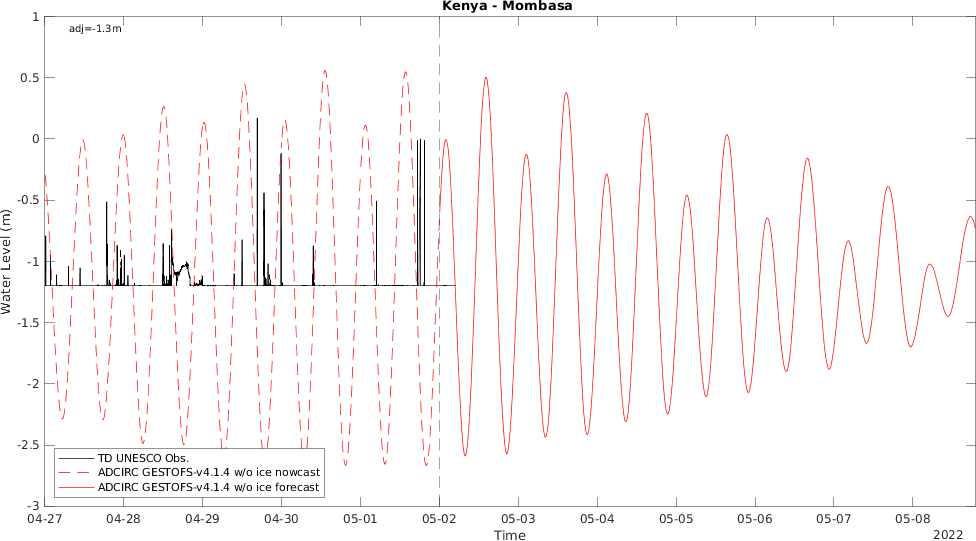 Kenya - Mombasa
adj=-1.3m
Water Level (m)
1
0.5
0
-0.5
-1
-1.5
-2
-2.5
-3
TD UNESCO Obs.
ADCIRC GESTOFS-v4.1.4 w/o ice nowcast
ADCIRC GESTOFS-v4.1.4 w/o ice forecast
04-27 04-28 04-29 04-30 05-01 05-02 05-03 05-04 05-05 05-06 05-07 05-08
Time
2022